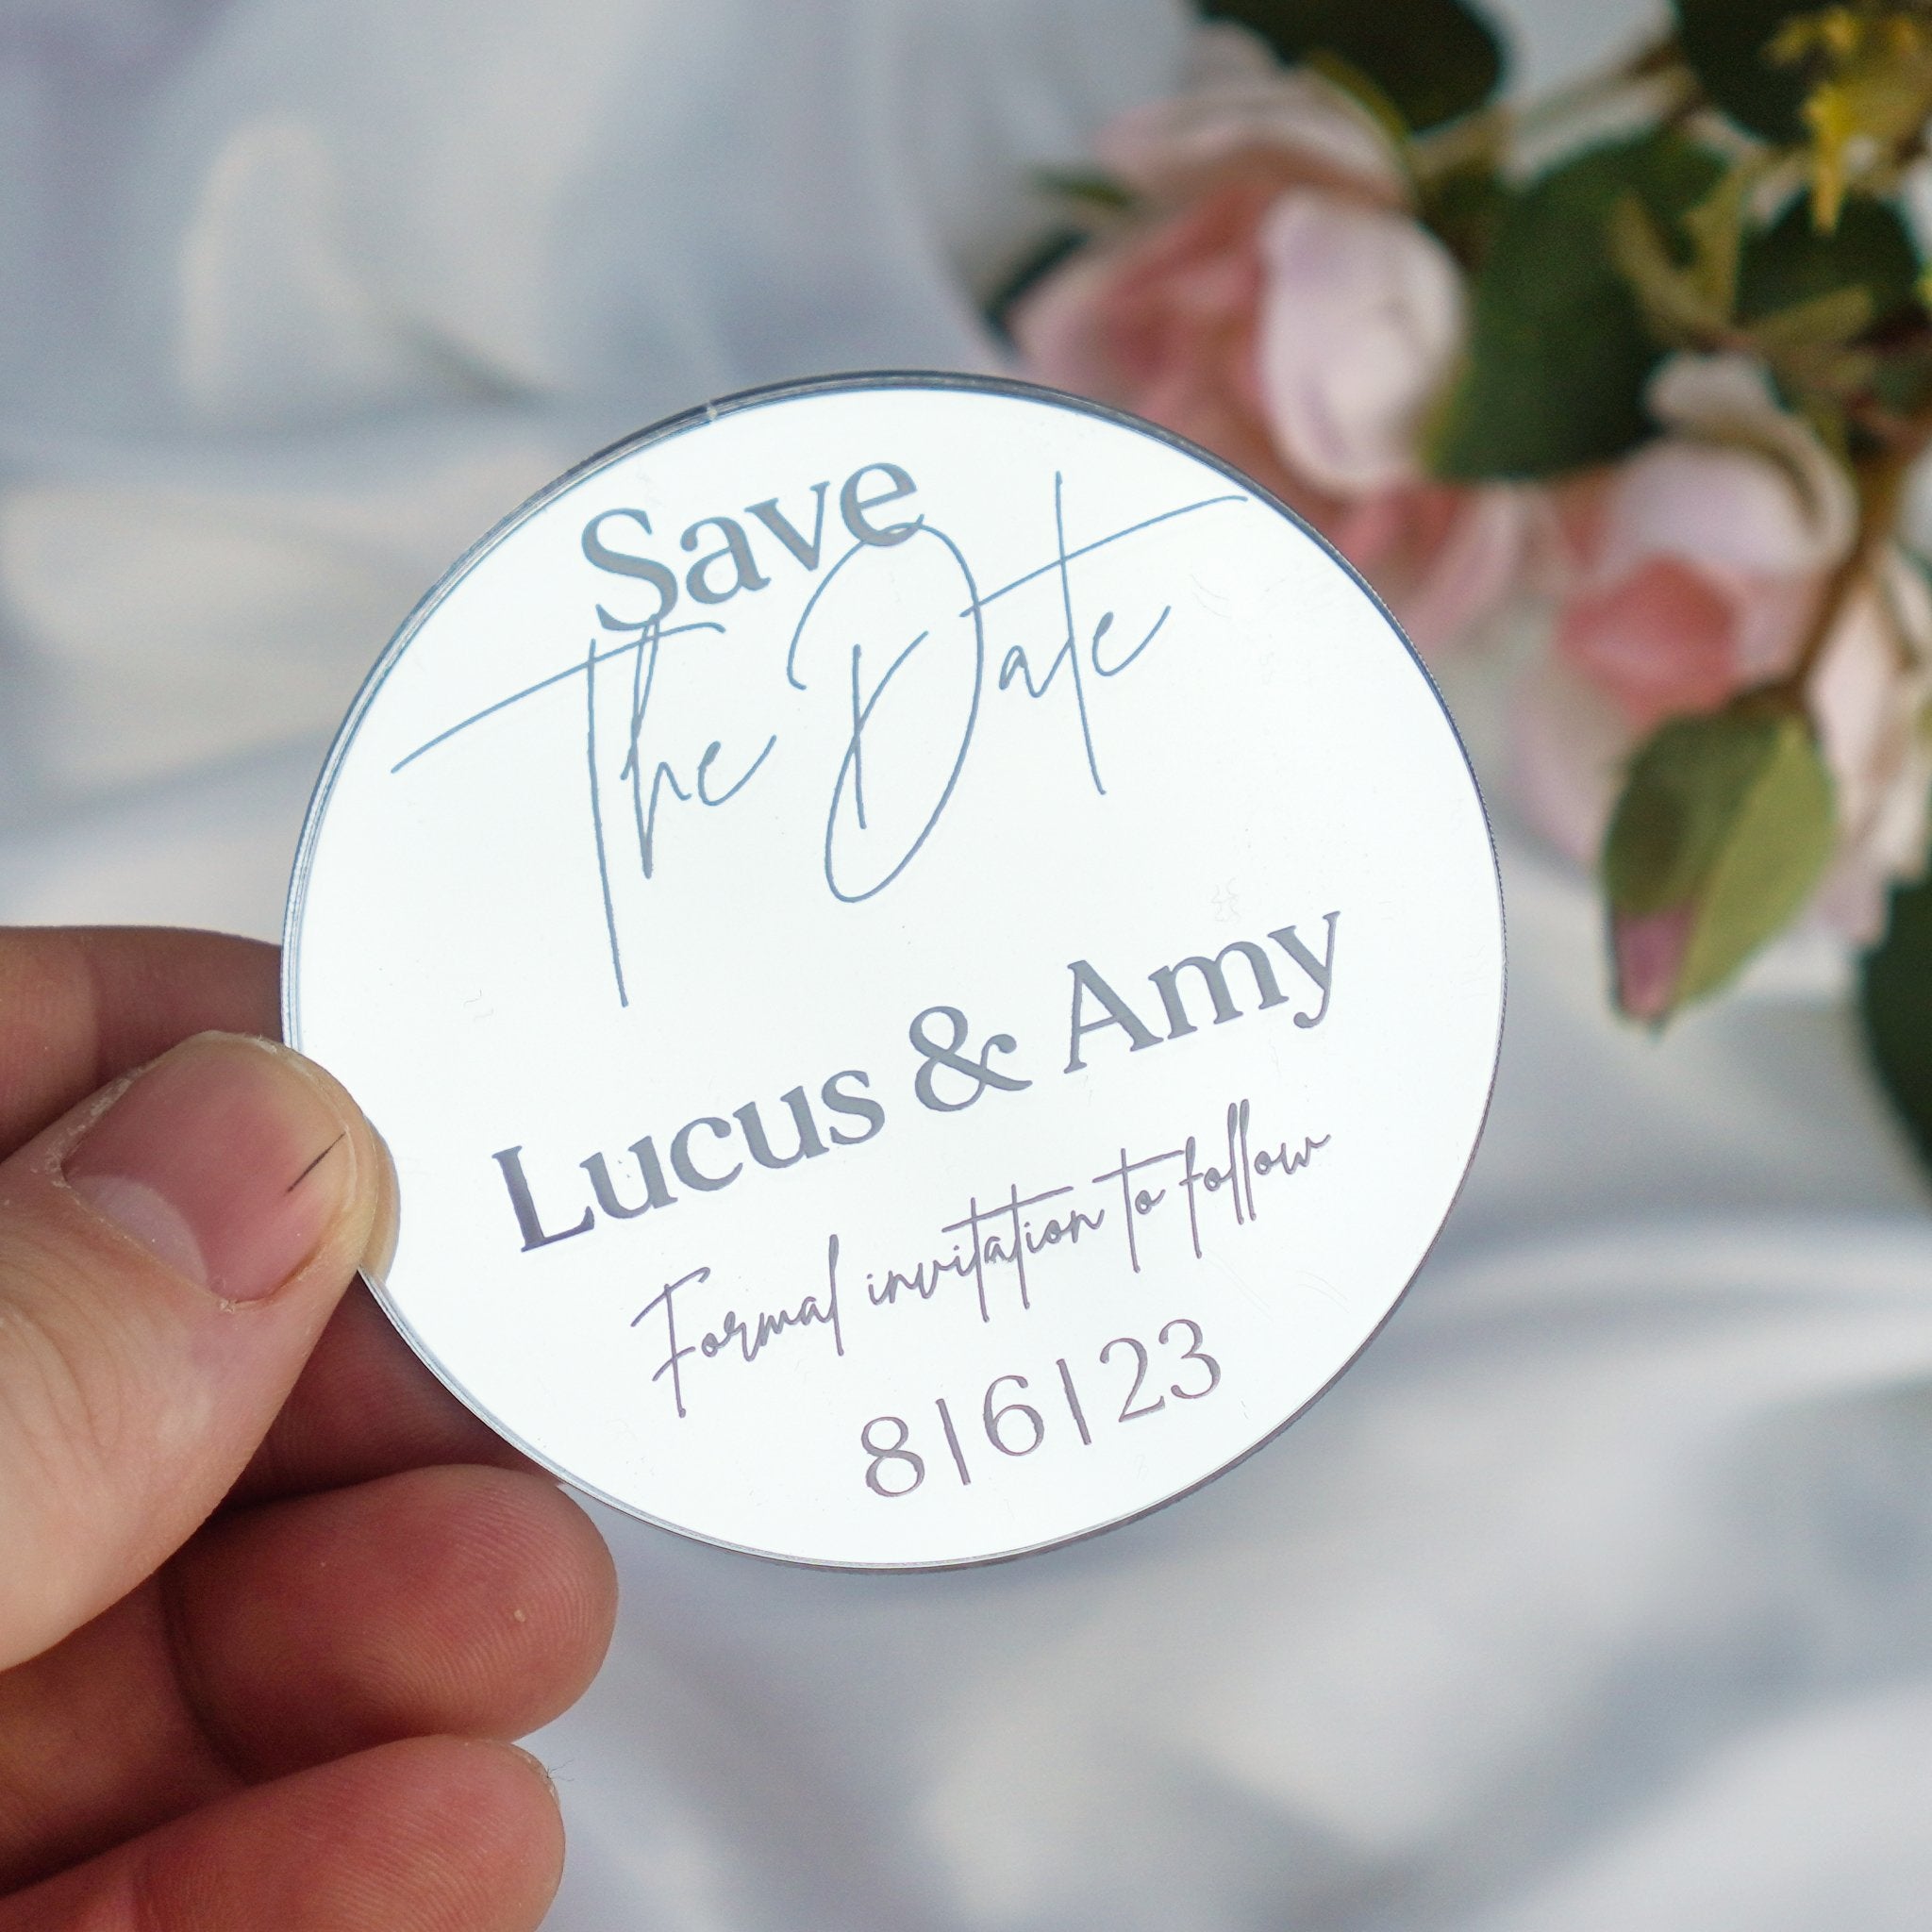 Save
The Date
Lucus & Amy
Formal invitation to follow
8|6|23